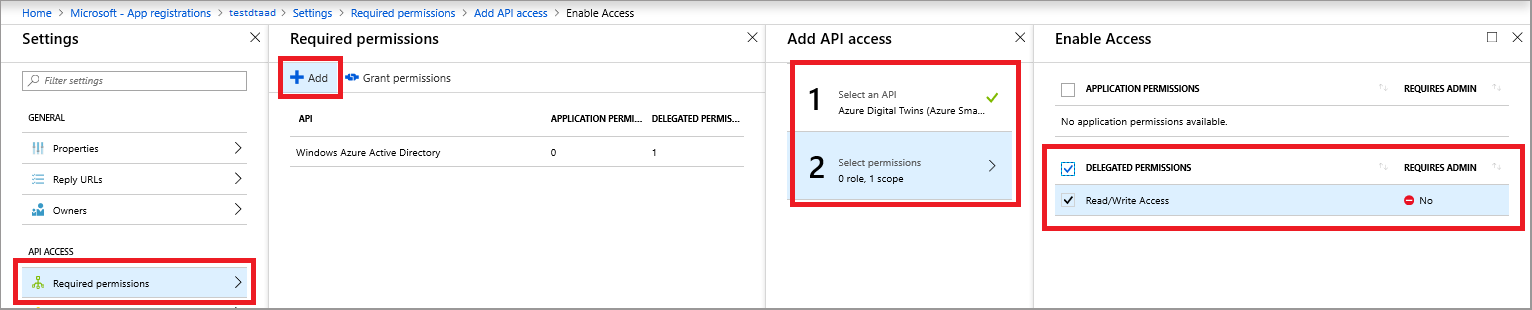 Home > Microsoft - App registrations > testdtaad > Settings > Required permissions > Add API access > Enable Access
Settings
Filter settings
GENERAL
Properties
Reply URLs
Owners
API ACCESS
Required permissions
Required permissions
Add
Grant permissions
API APPLICATION PERMI... DELEGATED PERMIS...
Windows Azure Active Directory 0 1
Add API access
1
Select an API
Azure Digital Twins (Azure Sma...
2
Select permissions
0 role, 1 scope
Enable Access
APPLICATION PERMISSIONS REQUIRES ADMIN
No application permissions available.
DELEGATED PERMISSIONS REQUIRES ADMIN
Read/Write Access No